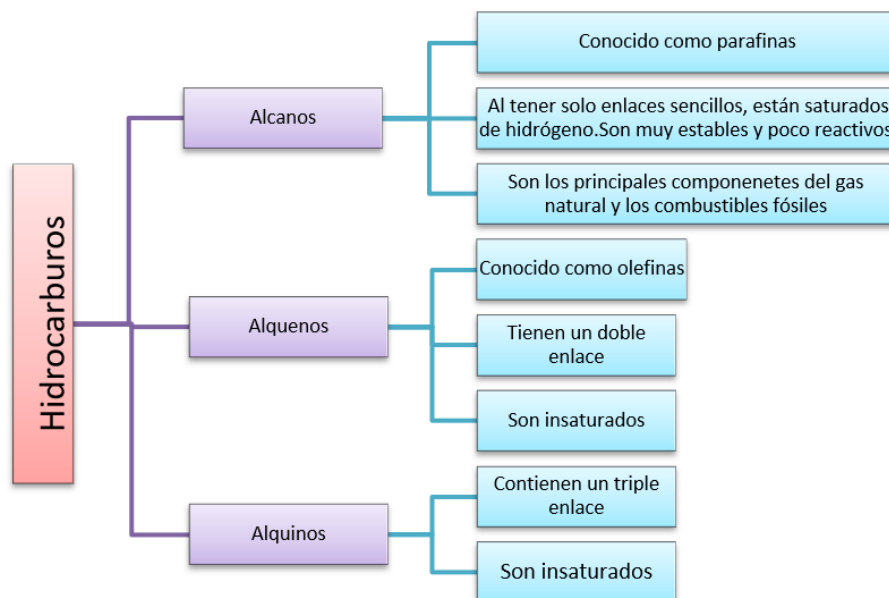 Hidrocarburos
Alcanos
Conocido como parafinas
Al tener solo enlaces sencillos, están saturados
de hidrógeno.Son muy estables y poco reactivos
Son los principales componenetes del gas
natural y los combustibles fósiles
Alquenos
Conocido como olefinas
Tienen un doble
enlace
Son insaturados
Alquinos
Contienen un triple
enlace
Son insaturados